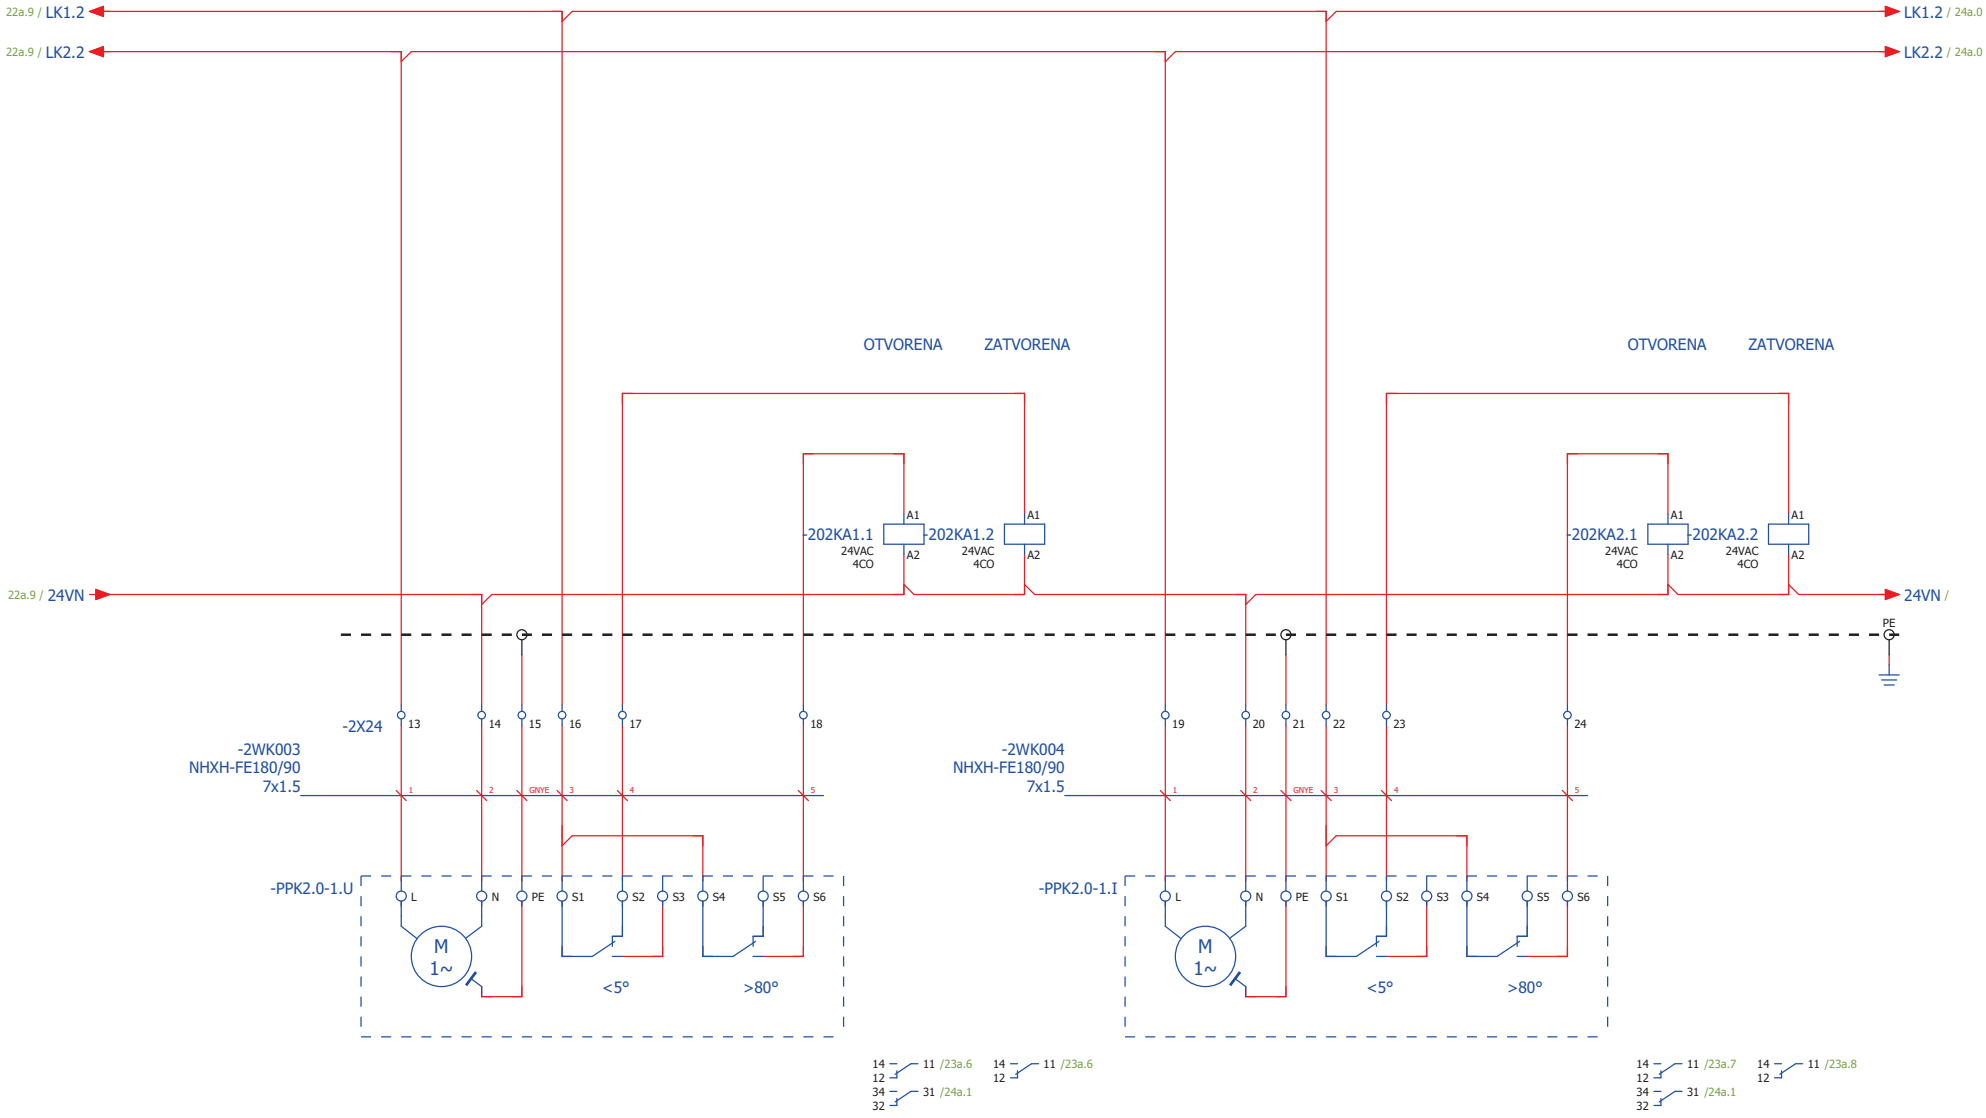 22a.9 / LK1.2
LK1.2 / 24a.0
22a.9 / LK2.2
LK2.2 / 24a.0
OTVORENA ZATVORENA
OTVORENA ZATVORENA
A1 A1
-202KA1.1 -202KA1.2
24VAC 24VAC
A2 A2
4CO 4CO
A1 A1
-202KA2.1 -202KA2.2
24VAC 24VAC
A2 A2
4CO 4CO
22a.9 / 24VN
24VN /
PE
-2X24 13 14 15 16 17 18
19 20 21 22 23 24
-2WK003
NHXH-FE180/90
7x1.5
1 2 GNYE 3 4 5
-2WK004
NHXH-FE180/90
7x1.5
1 2 GNYE 3 4 5
-PPK2.0-1.U
L N PE S1 S2 S3 S4 S5 S6
M
1~
<5° >80°
-PPK2.0-1.I
L N PE S1 S2 S3 S4 S5 S6
M
1~
<5° >80°
14 11 /23a.6
12
34 31 /24a.1
32
14 11 /23a.6
12
14 11 /23a.7
12
34 31 /24a.1
32
14 11 /23a.8
12